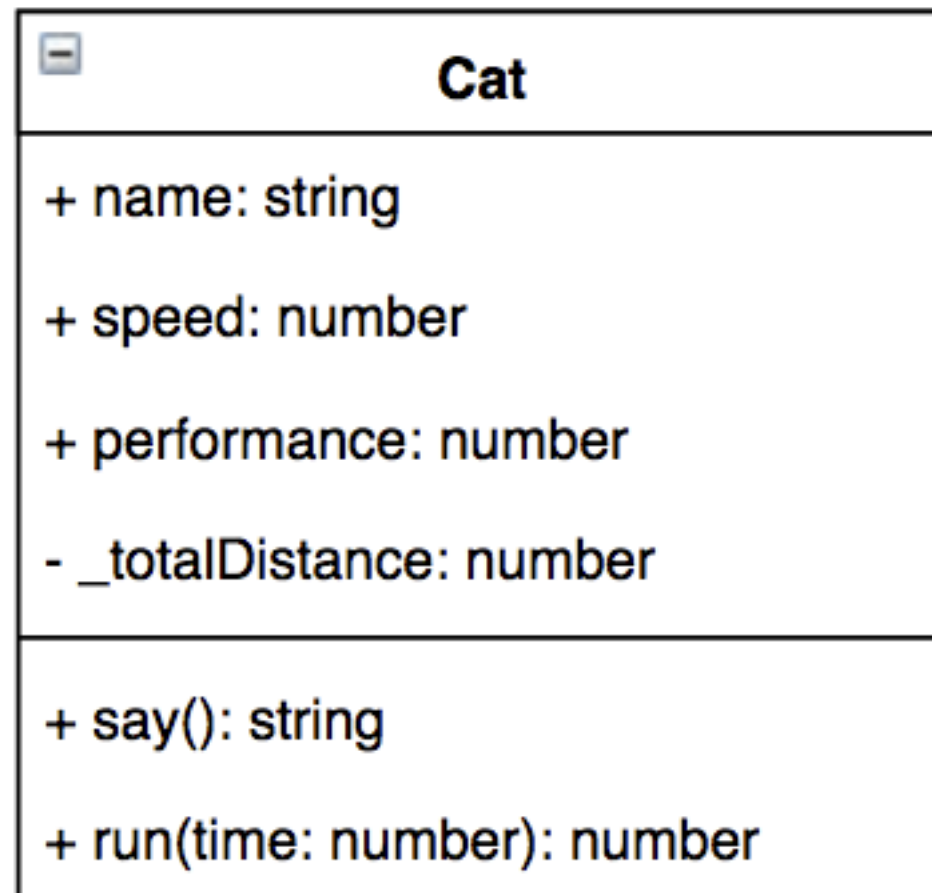 Cat
+ name: string
+ speed: number
+ performance: number
- _totalDistance: number
+ say(): string
+ run(time: number): number